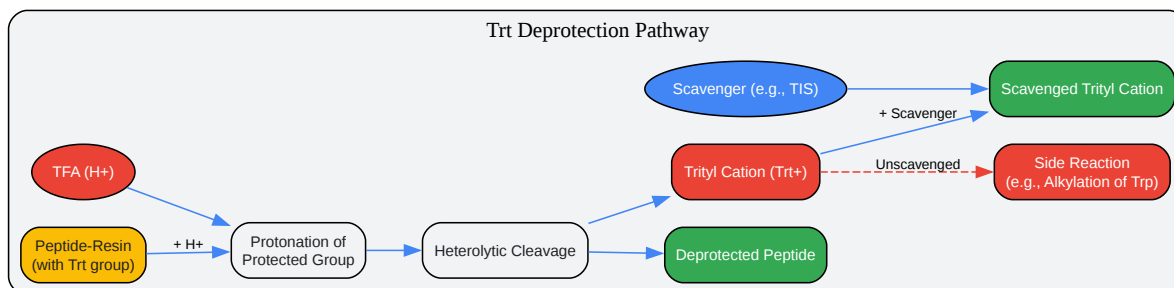 Trt Deprotection Pathway
Scavenger (e.g., TIS)
Scavenged Trityl Cation
+ Scavenger
TFA (H+)
Trityl Cation (Trt+)
Unscavenged
Side Reaction
(e.g., Alkylation of Trp)
Peptide-Resin
(with Trt group)
+ H+
Protonation of
Protected Group
Heterolytic Cleavage
Deprotected Peptide